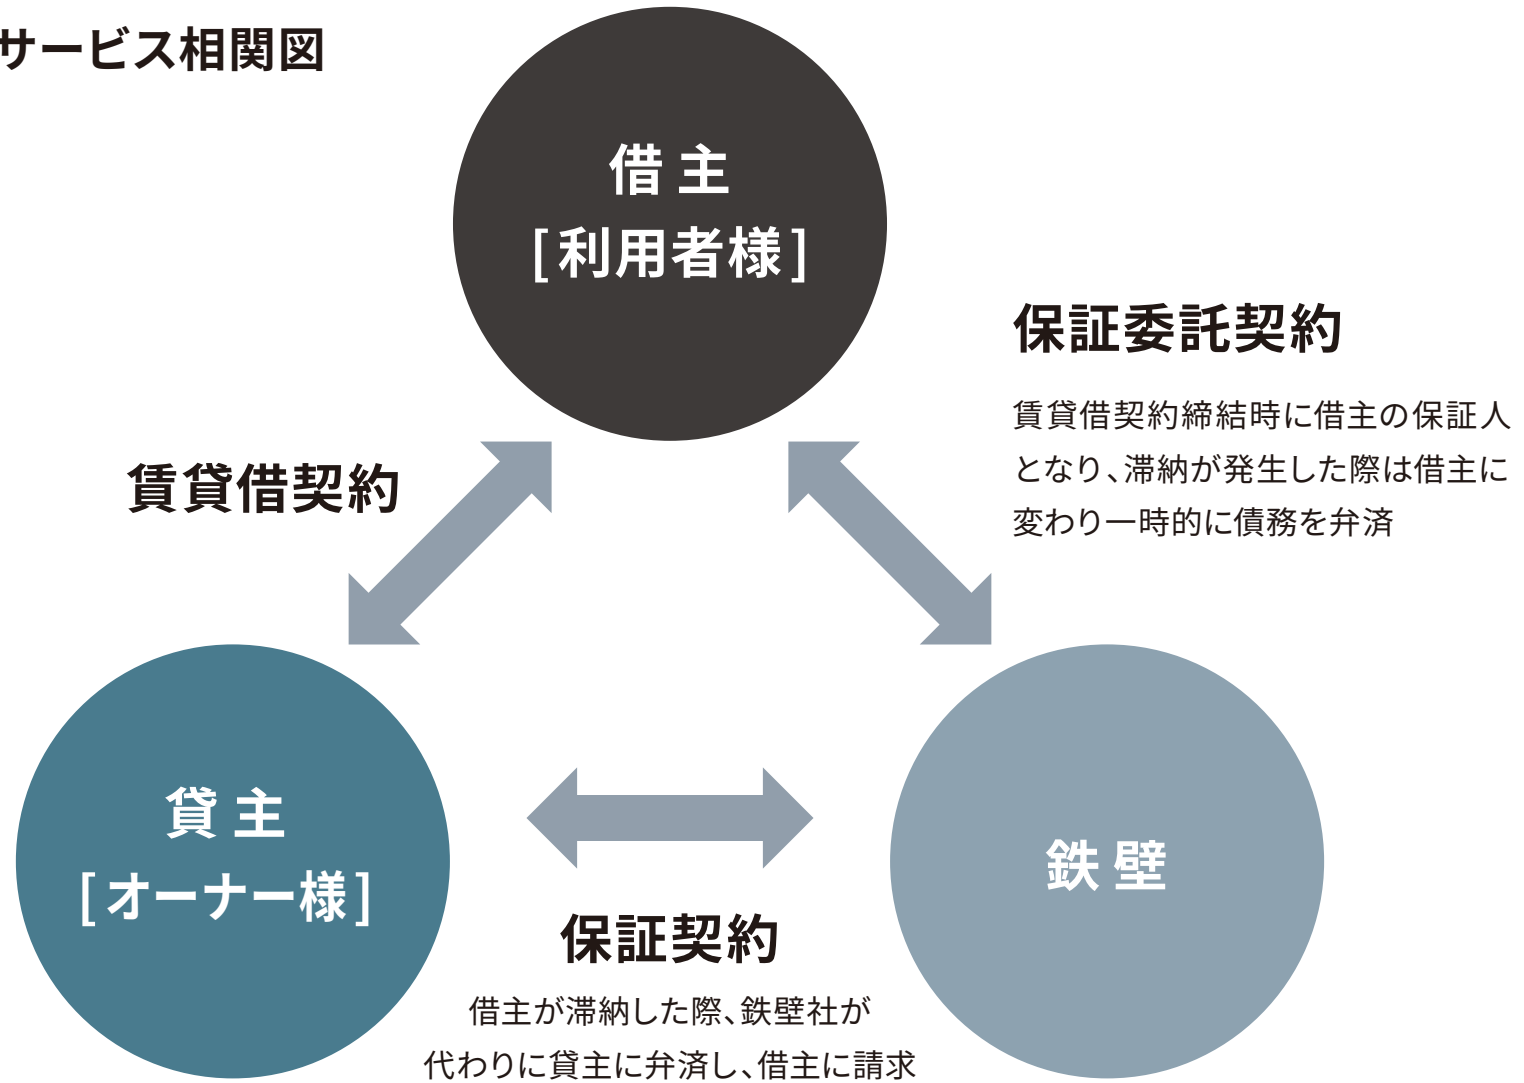 サービス相関図
借主
[利用者様]
保証委託契約
賃貸借契約締結時に借主の保証人
となり、滞納が発生した際は借主に
変わり一時的に債務を弁済
賃貸借契約
貸主
[オーナー様]
鉄壁
保証契約
借主が滞納した際、鉄壁社が
代わりに貸主に弁済し、借主に請求